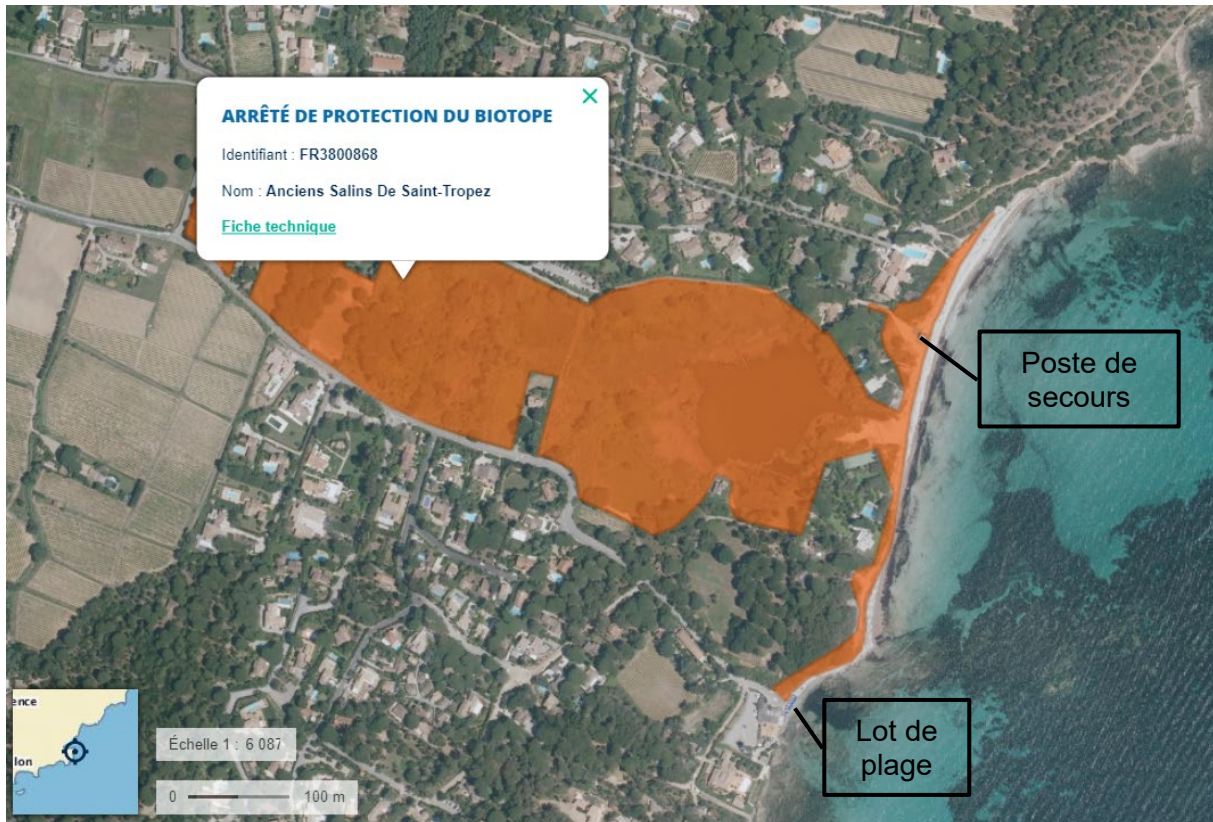 ARRÊTÉ DE PROTECTION DU BIOTOPE
Identifiant : FR3800868
Nom : Anciens Salins De Saint-Tropez
Fiche technique
Poste de
secours
Lot de
plage
ence
lon
Échelle 1 : 6 087
0 100 m